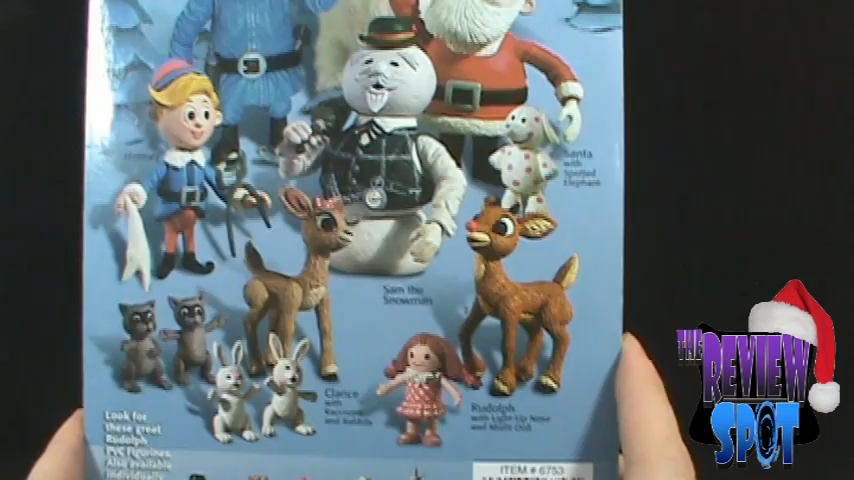 Santa
with
Spotted
Elephant
Sam the
Snowman
Clarice
with
Raccoons
and Rabbits
Rudolph
with Light-Up Nose
and Misfit Doll
Look for
these great
Rudolph
PVC Figurines.
Also available
individually
ITEM # 6753
THE
REVIEW
SPOT